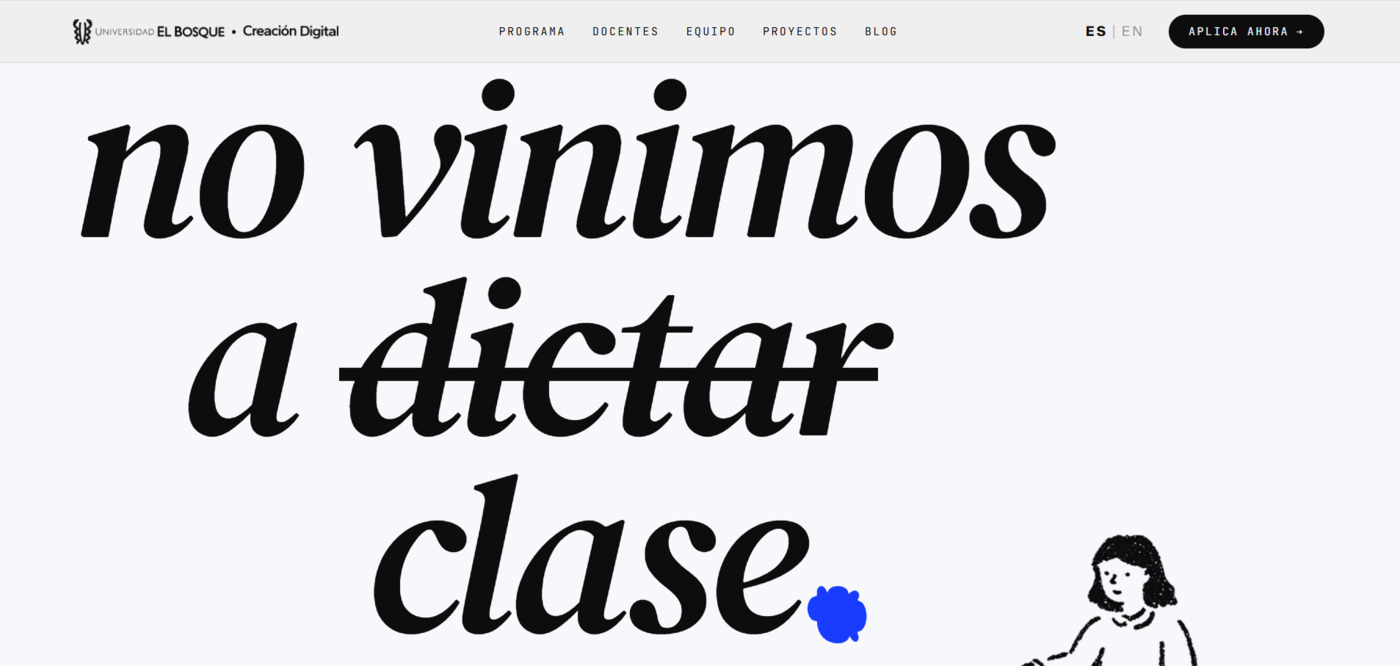 UNIVERSIDAD EL BOSQUE • Creación Digital
PROGRAMA DOCENTES EQUIPO PROYECTOS BLOG
ES | EN
APLICA AHORA →
no vinimos
a dictar
clase